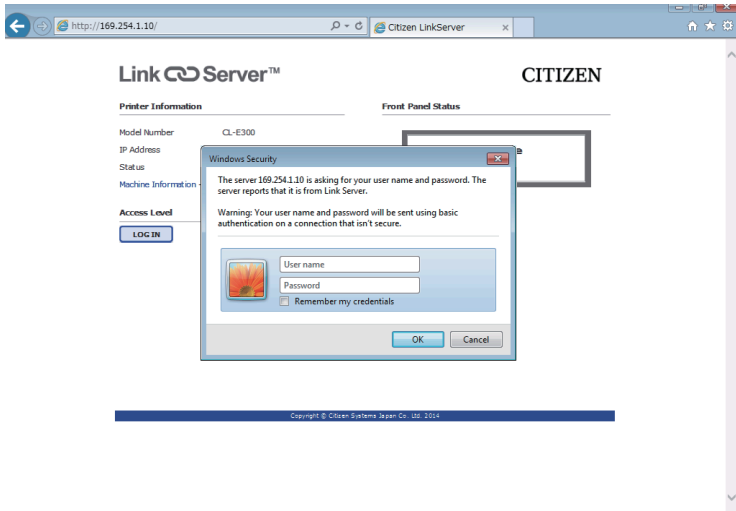 http://169.254.1.10/
Citizen LinkServer
Link Server™
CITIZEN
Printer Information
Front Panel Status
Model Number CL-E300
IP Address
Status
Machine Information
Access Level
LOG IN
Windows Security
The server 169.254.1.10 is asking for your user name and password. The
server reports that it is from Link Server.
Warning: Your user name and password will be sent using basic
authentication on a connection that isn't secure.
User name
Password
Remember my credentials
OK
Cancel
Copyright © Citizen Systems Japan Co., Ltd. 2014